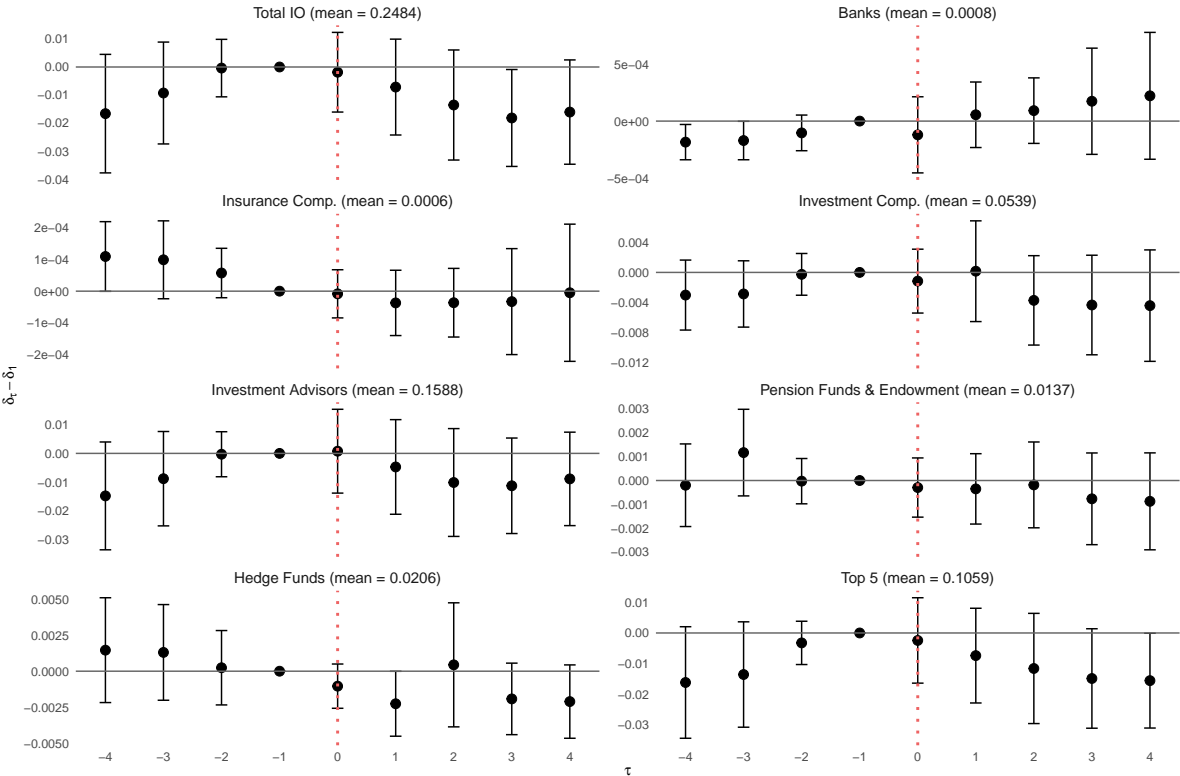 Total IO (mean = 0.2484)
0.01
0.00
−0.01
−0.02
−0.03
−0.04
Banks (mean = 0.0008)
5e−04
0e+00
−5e−04
Insurance Comp. (mean = 0.0006)
2e−04
1e−04
0e+00
−1e−04
−2e−04
Investment Comp. (mean = 0.0539)
0.004
0.000
−0.004
−0.008
−0.012
δτ − δ1
Investment Advisors (mean = 0.1588)
0.01
0.00
−0.01
−0.02
−0.03
Pension Funds & Endowment (mean = 0.0137)
0.003
0.002
0.001
0.000
−0.001
−0.002
−0.003
Hedge Funds (mean = 0.0206)
0.0050
0.0025
0.0000
−0.0025
−0.0050
−4 −3 −2 −1 0 1 2 3 4
Top 5 (mean = 0.1059)
0.01
0.00
−0.01
−0.02
−0.03
−4 −3 −2 −1 0 1 2 3 4
τ